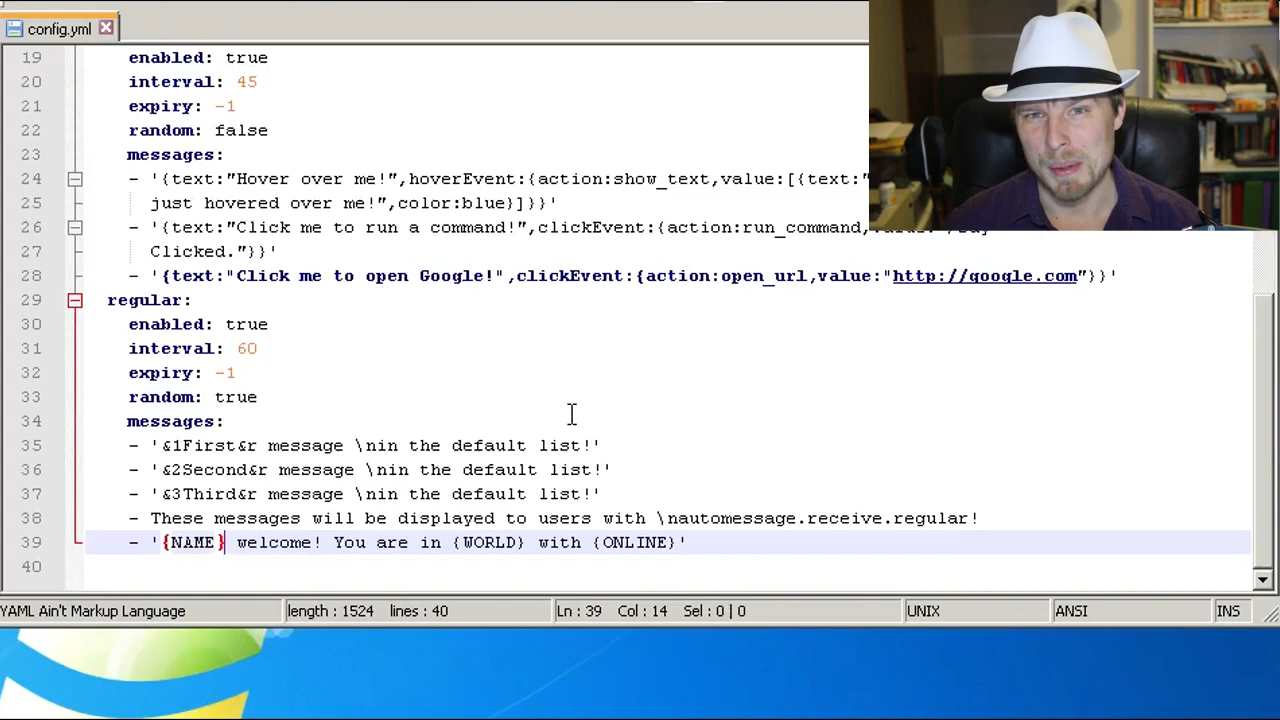 config.yml
19 enabled: true
20 interval: 45
21 expiry: -1
22 random: false
23 messages:
24 - '{text:"Hover over me!",hoverEvent:{action:show_text,value:[{text:"
25 just hovered over me!",color:blue}]}}'
26 - '{text:"Click me to run a command!",clickEvent:{action:run_command,
27 Clicked."}}'
28 - '{text:"Click me to open Google!",clickEvent:{action:open_url,value:"http://google.com"}}'
29 regular:
30 enabled: true
31 interval: 60
32 expiry: -1
33 random: true
34 messages:
35 - '&1First&r message \nin the default list!'
36 - '&2Second&r message \nin the default list!'
37 - '&3Third&r message \nin the default list!'
38 - These messages will be displayed to users with \nautomessage.receive.regular!
39 - '{NAME} welcome! You are in {WORLD} with {ONLINE}'
40
YAML Ain't Markup Language length : 1524 lines : 40 Ln : 39 Col : 14 Sel : 0 | 0 UNIX ANSI INS